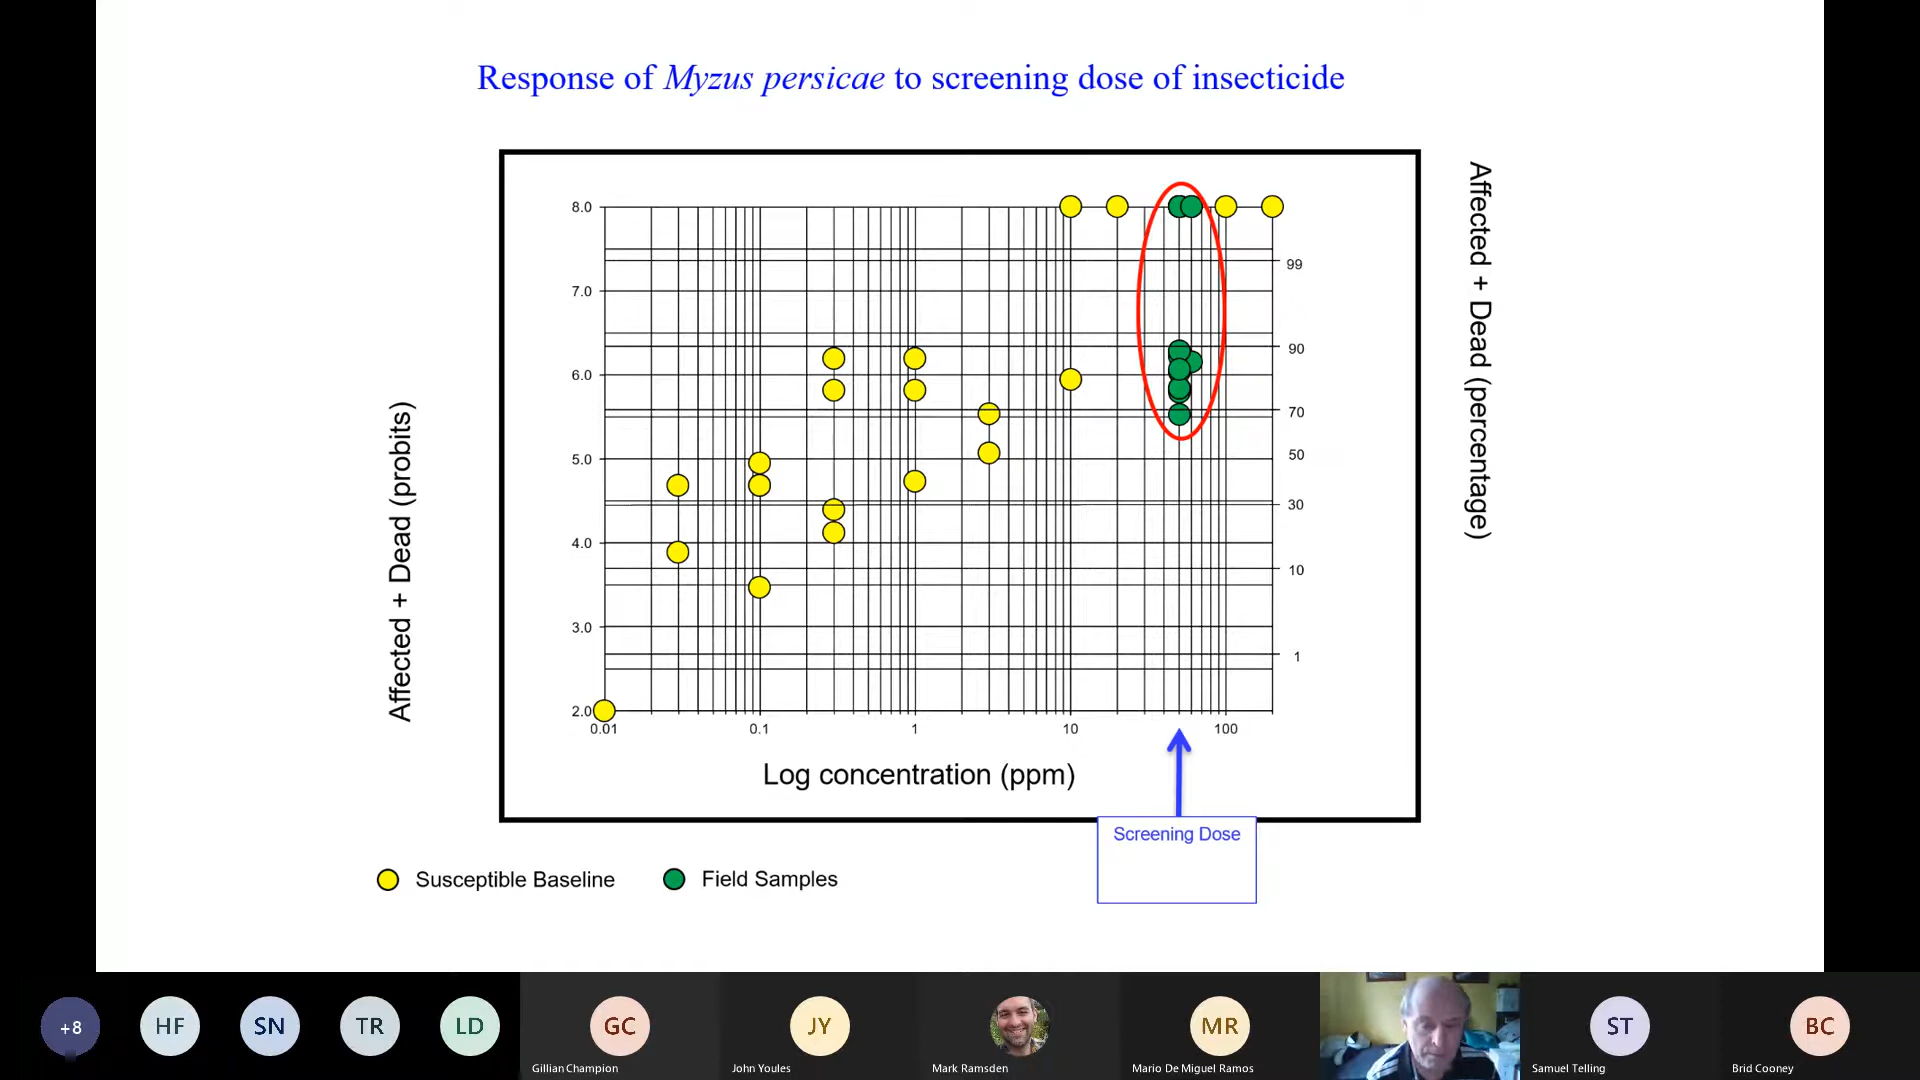 Response of Myzus persicae to screening dose of insecticide
Affected + Dead (probits)
Affected + Dead (percentage)
8.0
7.0
6.0
5.0
4.0
3.0
2.0
99
90
70
50
30
10
1
0.01
0.1
1
10
100
Log concentration (ppm)
Screening Dose
Susceptible Baseline
Field Samples
+8
HF
SN
TR
LD
GC
JY
MR
ST
BC
Gillian Champion
John Youles
Mark Ramsden
Mario De Miguel Ramos
Samuel Telling
Brid Cooney